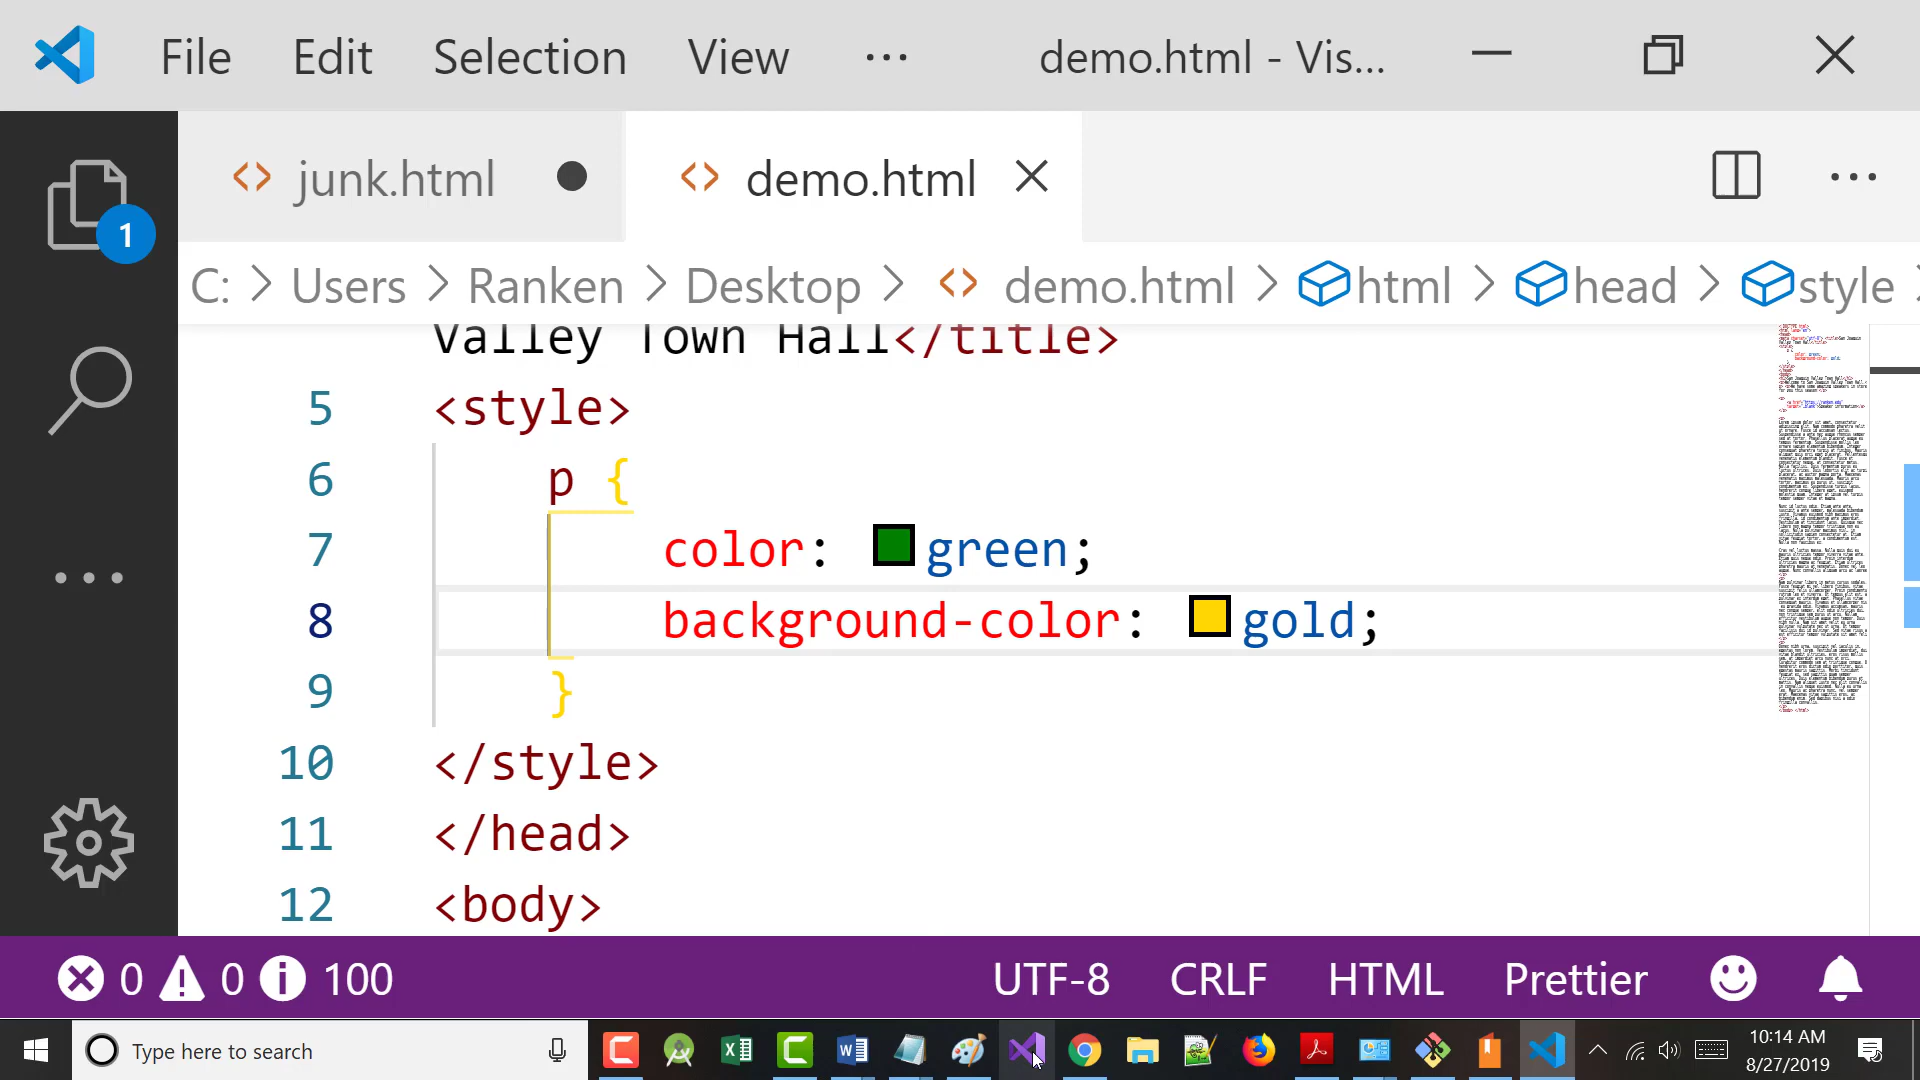 File Edit Selection View ··· demo.html - Vis...
junk.html demo.html
1
C: > Users > Ranken > Desktop > demo.html > html > head > style
Valley Town Hall</title>
5 <style>
6 p {
7 color: green;
8 background-color: gold;
9 }
10 </style>
11 </head>
12 <body>
0 0 100 UTF-8 CRLF HTML Prettier
Type here to search
10:14 AM
8/27/2019